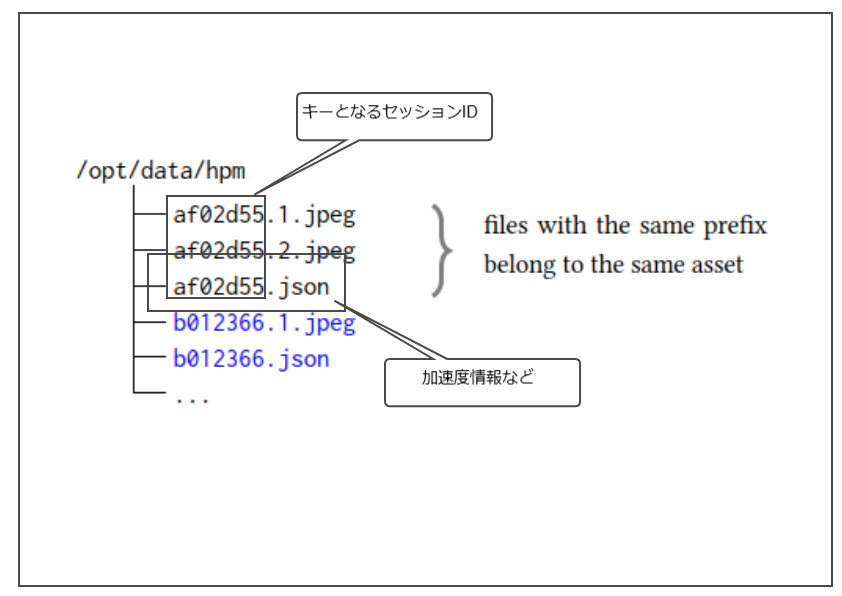 キーとなるセッションID
/opt/data/hpm
af02d55.1.jpeg
af02d55.2.jpeg
af02d55.json
b012366.1.jpeg
b012366.json
...
files with the same prefix
belong to the same asset
加速度情報など